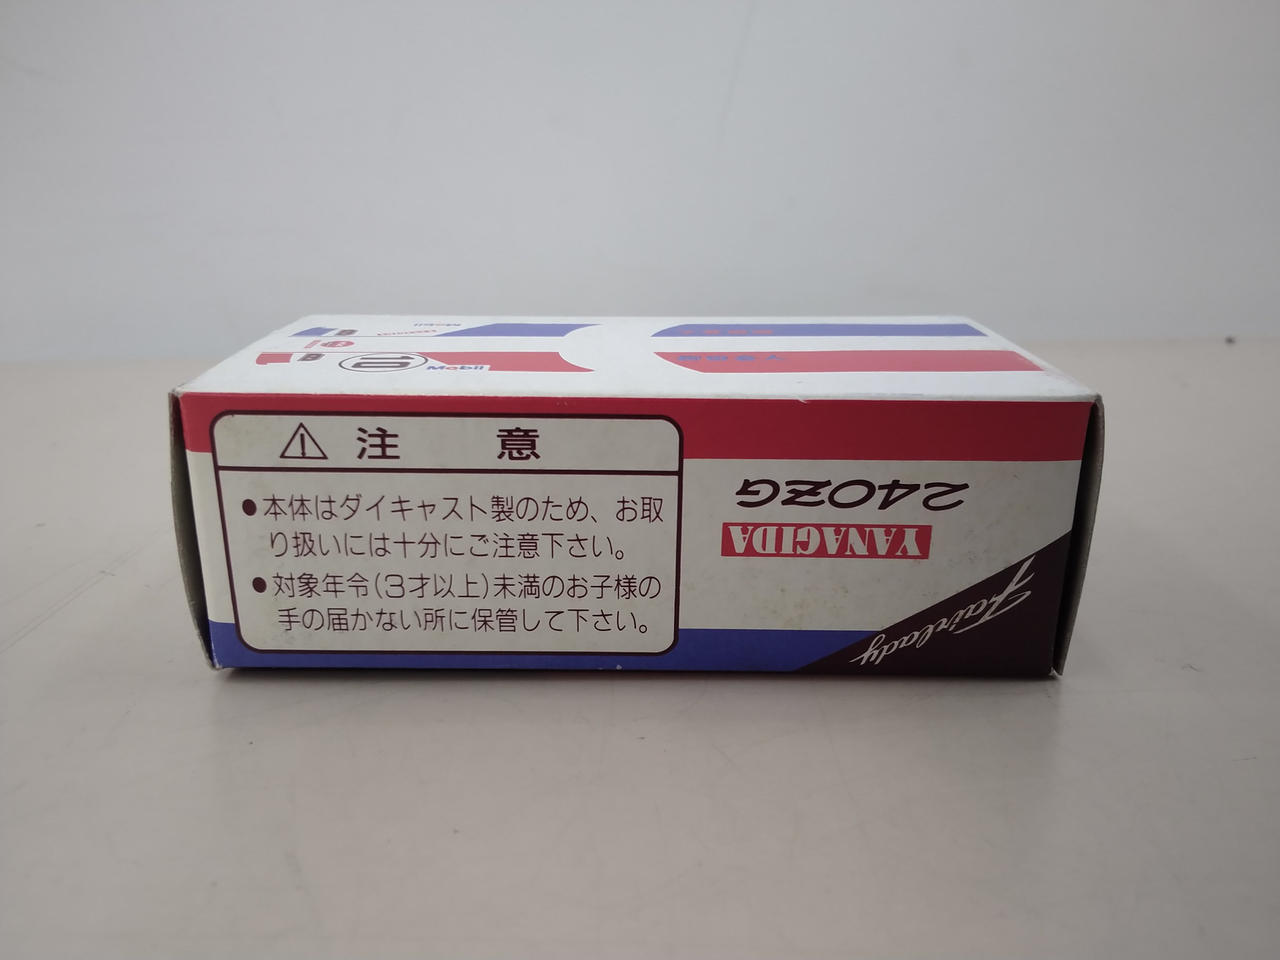 B
B 10 Mobil
⚠ 注 意
●本体はダイキャスト製のため、お取
り扱いには十分にご注意下さい。
●対象年令(3才以上)未満のお子様の
手の届かない所に保管して下さい。
240ZG
YANAGIDA
Fairlady